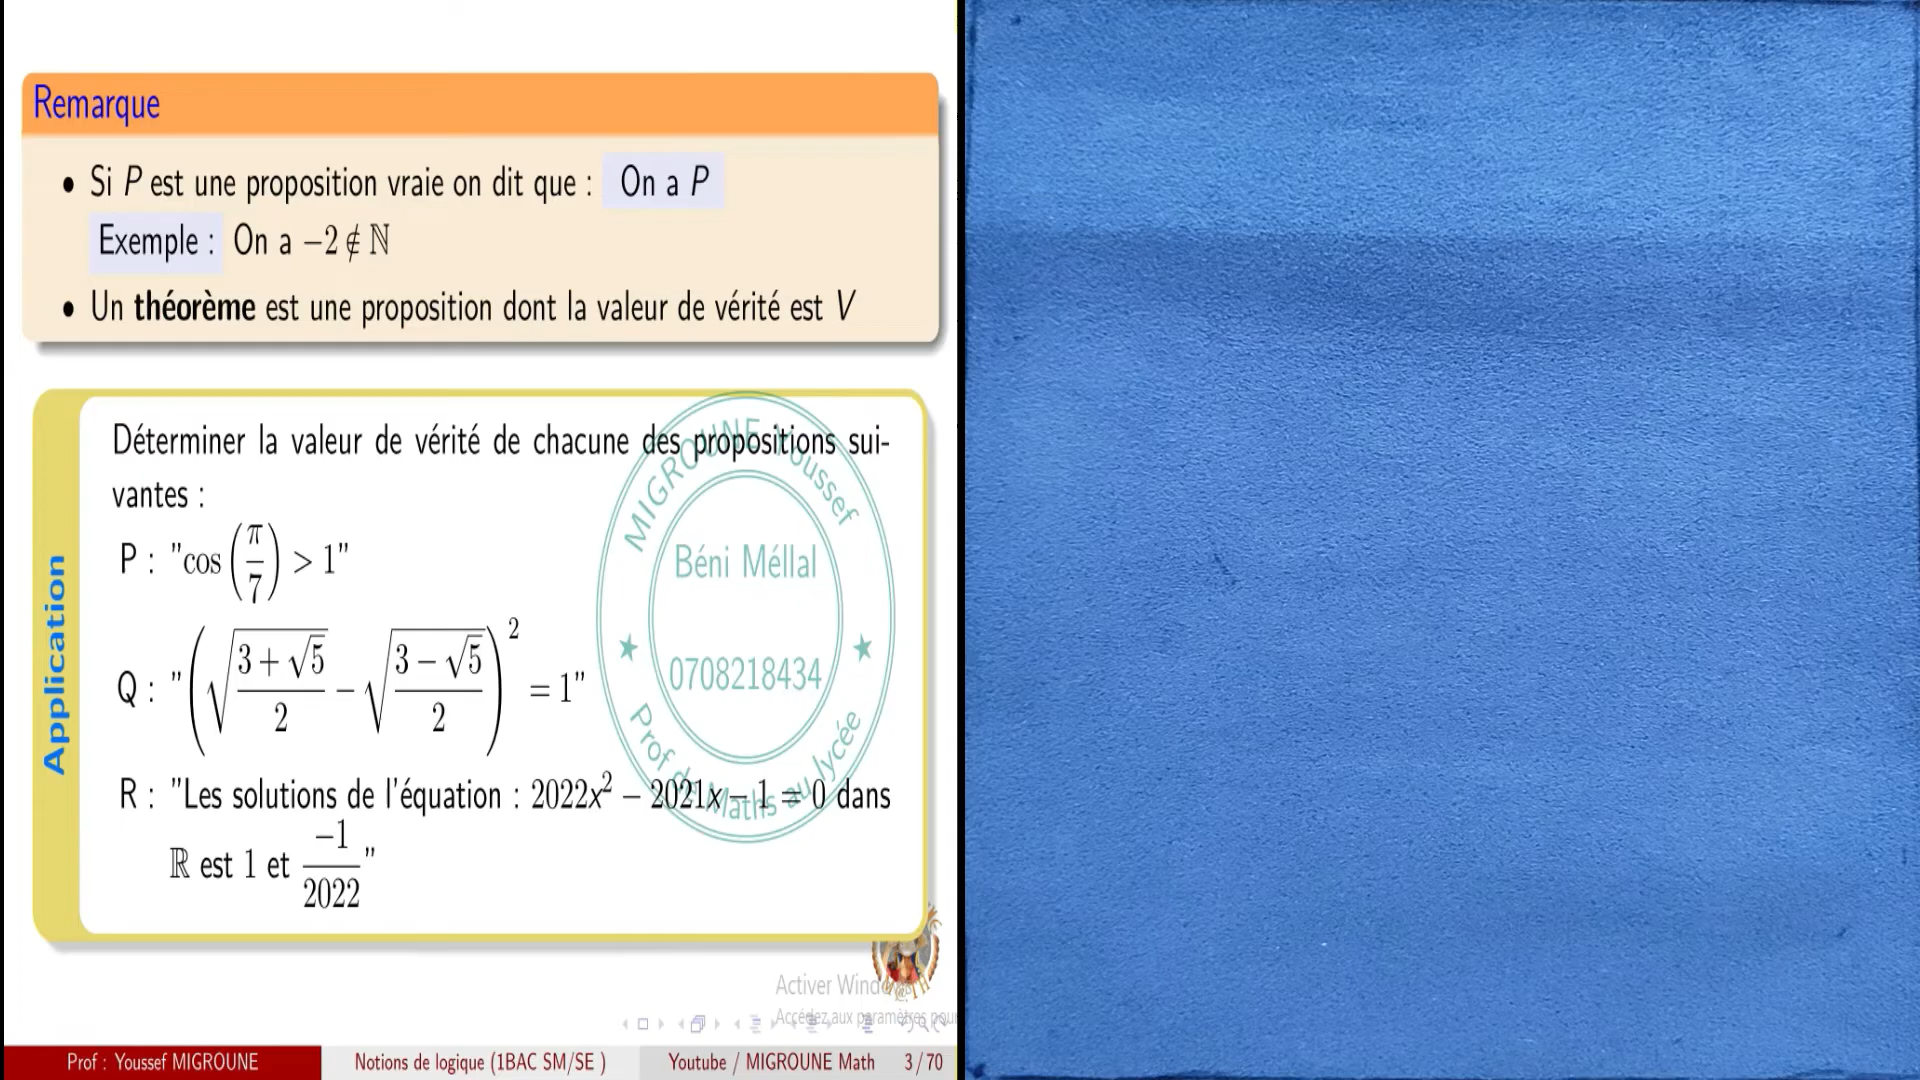 Remarque
• Si P est une proposition vraie on dit que : On a P
Exemple : On a −2 ∉ ℕ
• Un théorème est une proposition dont la valeur de vérité est V
Application
Déterminer la valeur de vérité de chacune des propositions sui-
vantes :
P : "cos(π/7) > 1"
Q : "(√((3+√5)/2) − √((3−√5)/2))² = 1"
R : "Les solutions de l'équation : 2022x² − 2021x − 1 = 0 dans
ℝ est 1 et −1/2022"
MIGROUNE Youssef
Béni Méllal
0708218434
Prof de Maths au lycée
Activer Windo
Accédez aux paramètres pour
Prof : Youssef MIGROUNE
Notions de logique (1BAC SM/SE )
Youtube / MIGROUNE Math
3/70